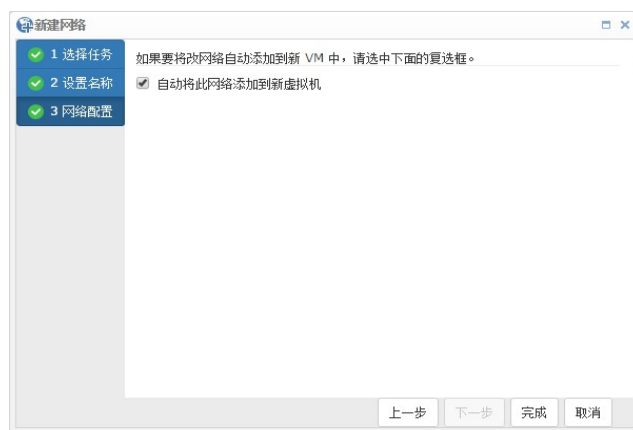 新建网络
1 选择任务
2 设置名称
3 网络配置
如果要将改网络自动添加到新 VM 中，请选中下面的复选框。
自动将此网络添加到新虚拟机
上一步
下一步
完成
取消